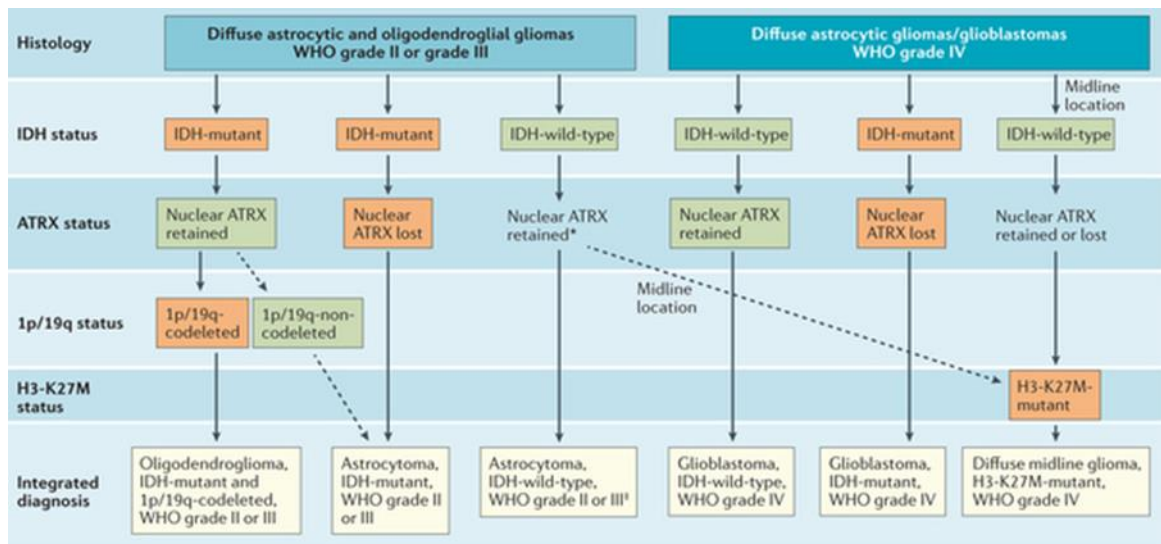 Histology
Diffuse astrocytic and oligodendroglial gliomas
WHO grade II or grade III
Diffuse astrocytic gliomas/glioblastomas
WHO grade IV
Midline
location
IDH status
IDH-mutant
IDH-mutant
IDH-wild-type
IDH-wild-type
IDH-mutant
IDH-wild-type
ATRX status
Nuclear ATRX
retained
Nuclear
ATRX lost
Nuclear ATRX
retained*
Nuclear ATRX
retained
Nuclear
ATRX lost
Nuclear ATRX
retained or lost
Midline
location
1p/19q status
1p/19q-
codeleted
1p/19q-non-
codeleted
H3-K27M
status
H3-K27M-
mutant
Integrated
diagnosis
Oligodendroglioma,
IDH-mutant and
1p/19q-codeleted,
WHO grade II or III
Astrocytoma,
IDH-mutant,
WHO grade II
or III
Astrocytoma,
IDH-wild-type,
WHO grade II or III
Glioblastoma,
IDH-wild-type,
WHO grade IV
Glioblastoma,
IDH-mutant,
WHO grade IV
Diffuse midline glioma,
H3-K27M-mutant,
WHO grade IV